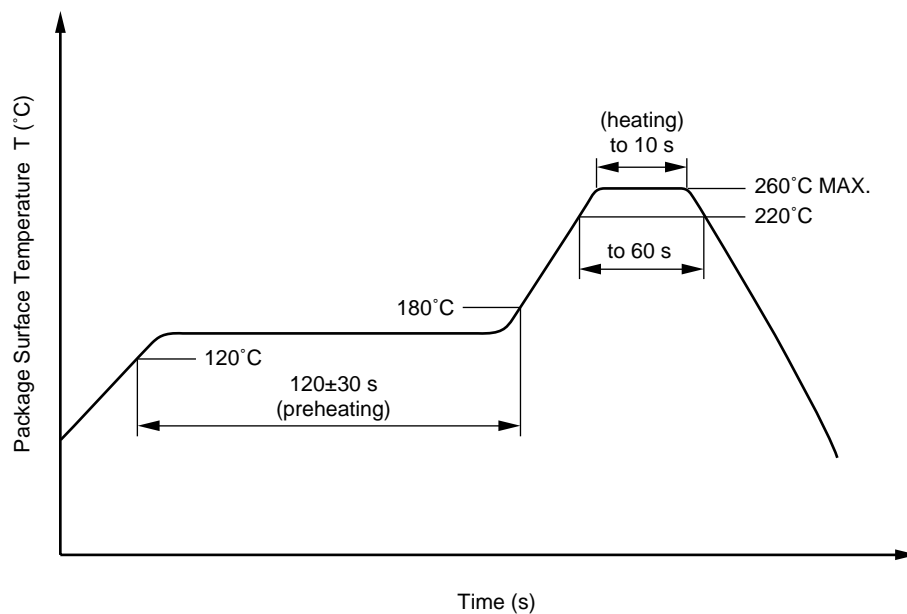 Package Surface Temperature T (˚C)
(heating)
to 10 s
260˚C MAX.
220˚C
to 60 s
180˚C
120˚C
120±30 s
(preheating)
Time (s)